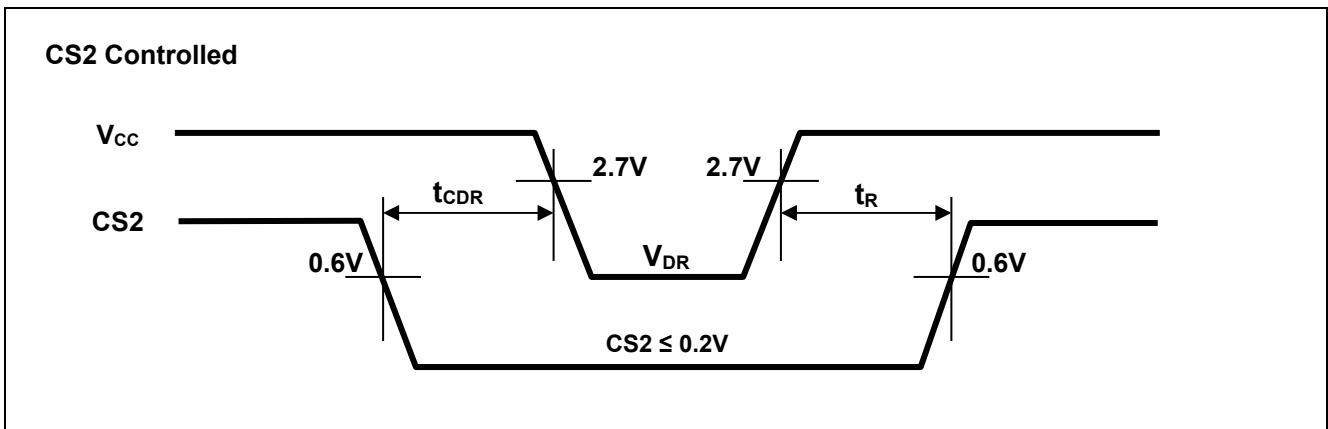 CS2 Controlled
VCC
2.7V 2.7V
tCDR tR
CS2
0.6V VDR 0.6V
CS2 ≤ 0.2V